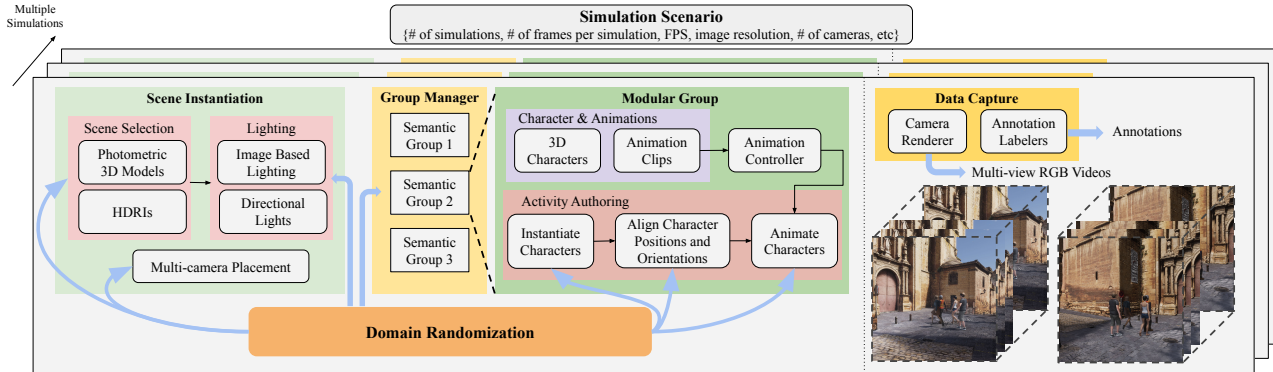 Multiple
Simulations
Simulation Scenario
{# of simulations, # of frames per simulation, FPS, image resolution, # of cameras, etc}
Scene Instantiation
Scene Selection
Photometric
3D Models
HDRIs
Lighting
Image Based
Lighting
Directional
Lights
Multi-camera Placement
Group Manager
Semantic
Group 1
Semantic
Group 2
Semantic
Group 3
Modular Group
Character & Animations
3D
Characters
Animation
Clips
Animation
Controller
Activity Authoring
Instantiate
Characters
Align Character
Positions and
Orientations
Animate
Characters
Data Capture
Camera
Renderer
Annotation
Labelers
Annotations
Multi-view RGB Videos
Domain Randomization